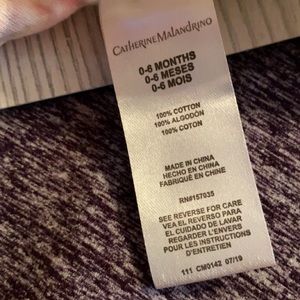 CATHERINE MALANDRINO
0-6 MONTHS
0-6 MESES
0-6 MOIS
100% COTTON
100% ALGODÓN
100% COTON
MADE IN CHINA
HECHO EN CHINA
FABRIQUÉ EN CHINE
RN#157035
SEE REVERSE FOR CARE
VEA EL REVERSO PARA
EL CUIDADO DE LAVAR
REGARDER L'ENVERS
POUR LES INSTRUCTIONS
D'ENTRETIEN
111 CM0142 07/19